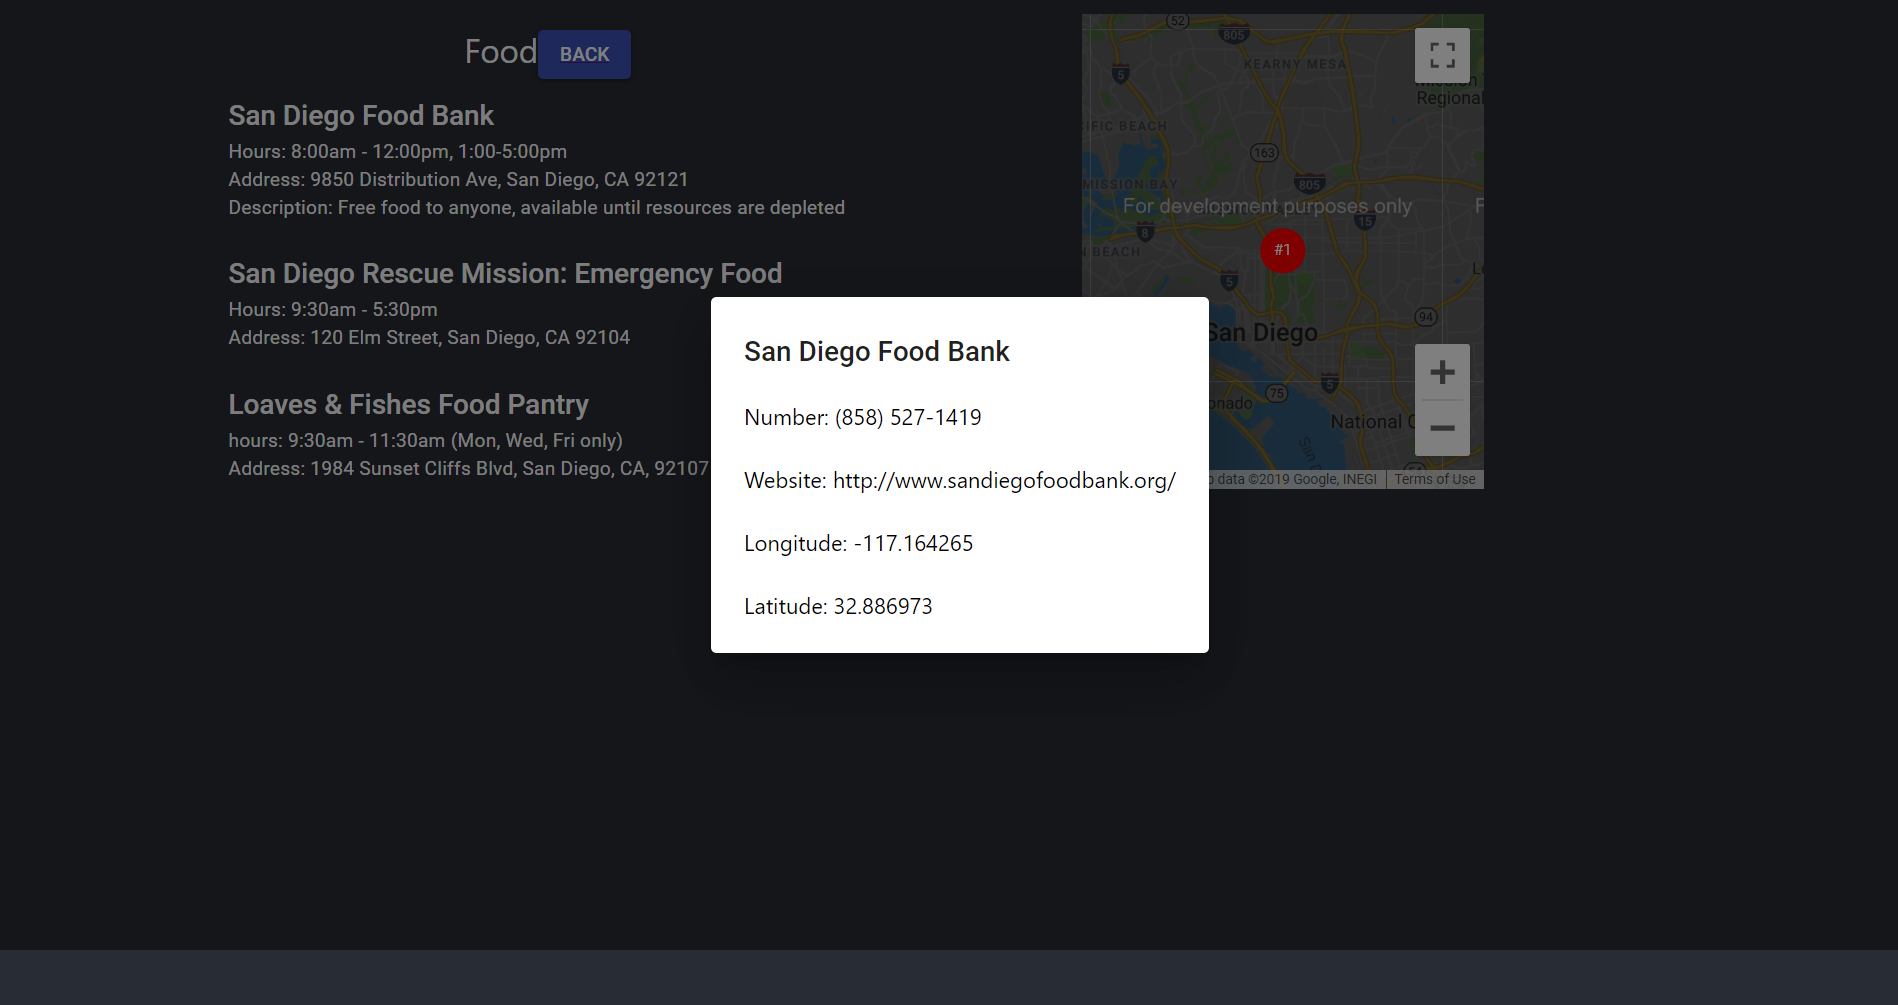 Food BACK
San Diego Food Bank
Hours: 8:00am - 12:00pm, 1:00-5:00pm
Address: 9850 Distribution Ave, San Diego, CA 92121
Description: Free food to anyone, available until resources are depleted
San Diego Rescue Mission: Emergency Food
Hours: 9:30am - 5:30pm
Address: 120 Elm Street, San Diego, CA 92104
Loaves & Fishes Food Pantry
hours: 9:30am - 11:30am (Mon, Wed, Fri only)
Address: 1984 Sunset Cliffs Blvd, San Diego, CA, 92107
San Diego Food Bank
Number: (858) 527-1419
Website: http://www.sandiegofoodbank.org/
Longitude: -117.164265
Latitude: 32.886973
52
805
KEARNY MESA
5
Regional
IFIC BEACH
163
MISSION BAY
805
For development purposes only
F
15
8
N BEACH
#1
5
94
San Diego
5
75
onado
National C
San D
data ©2019 Google, INEGI
Terms of Use